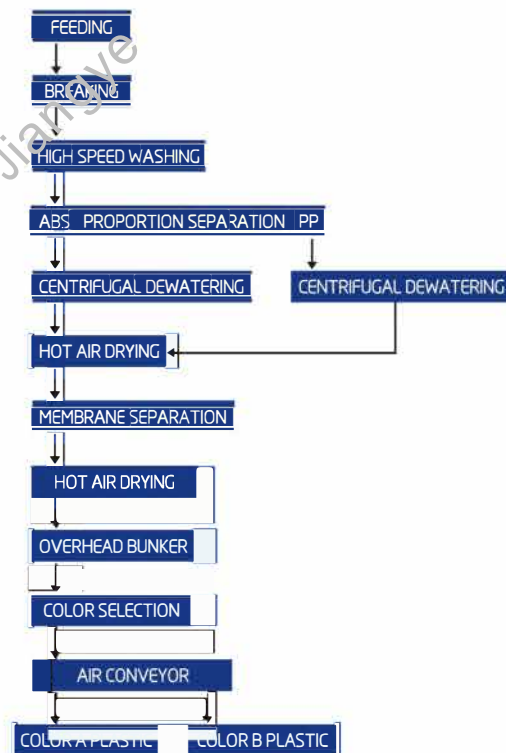 FEEDING
Jiangye
BREAKING
HIGH SPEED WASHING
ABS PROPORTION SEPARATION PP
CENTRIFUGAL DEWATERING CENTRIFUGAL DEWATERING
HOT AIR DRYING
MEMBRANE SEPARATION
HOT AIR DRYING
OVERHEAD BUNKER
COLOR SELECTION
AIR CONVEYOR
COLOR A PLASTIC COLOR B PLASTIC